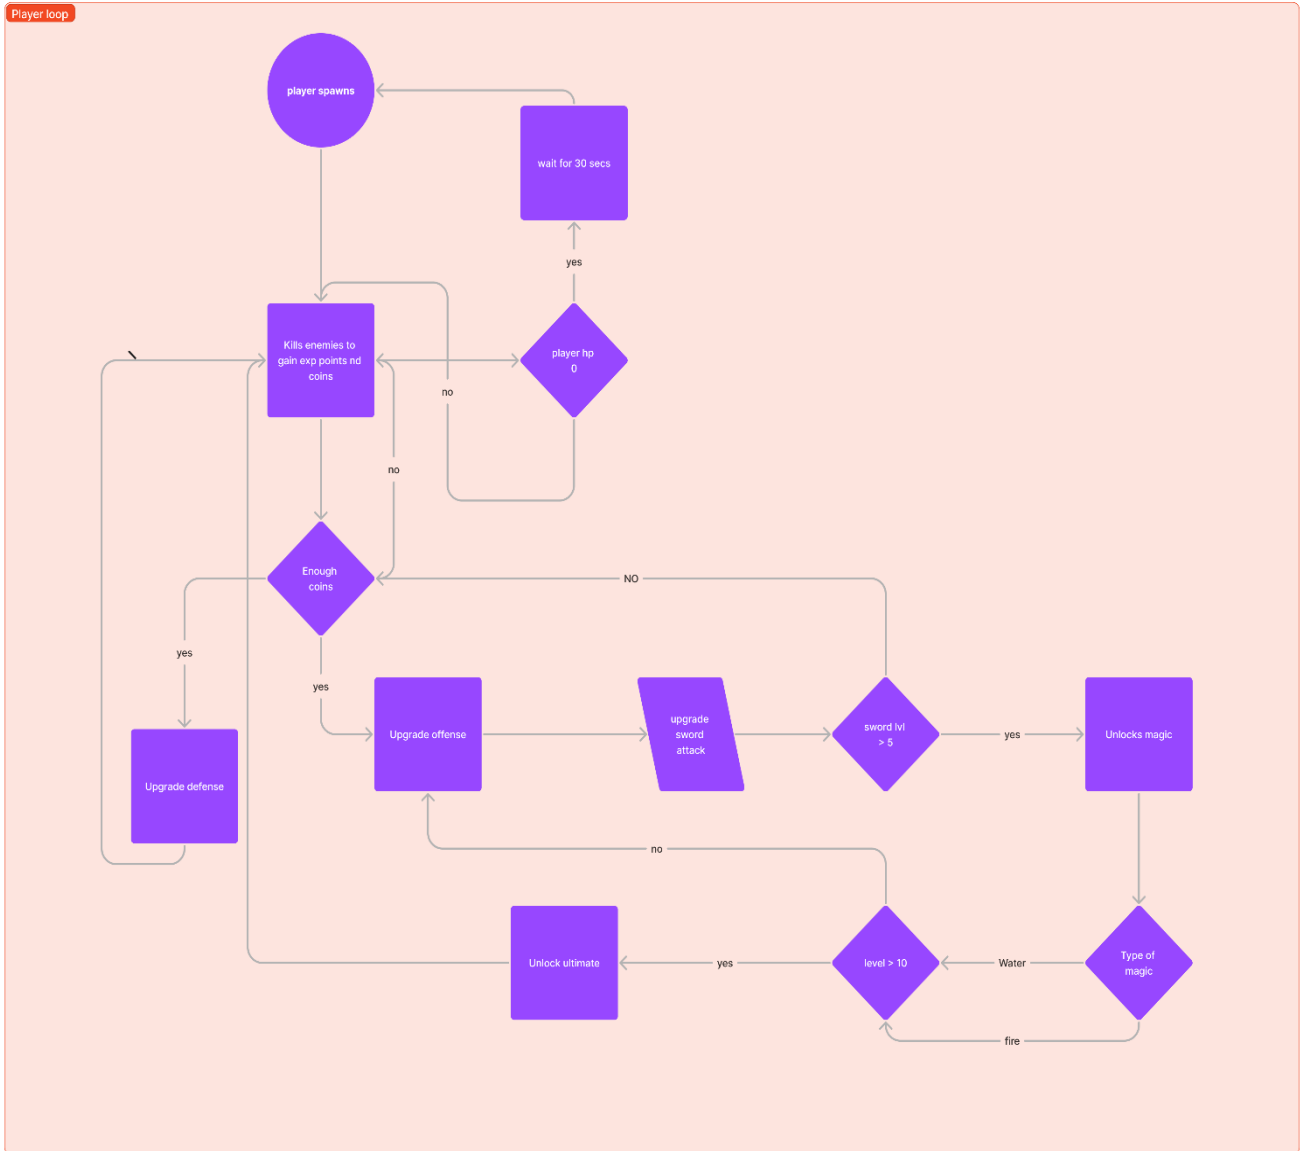 Player loop
player spawns
wait for 30 secs
yes
Kills enemies to
gain exp points nd
coins
player hp
0
no
no
Enough
coins
NO
yes
yes
Upgrade offense
upgrade
sword
attack
sword lvl
> 5
yes
Unlocks magic
Upgrade defense
no
Unlock ultimate
yes
level > 10
Water
Type of
magic
fire